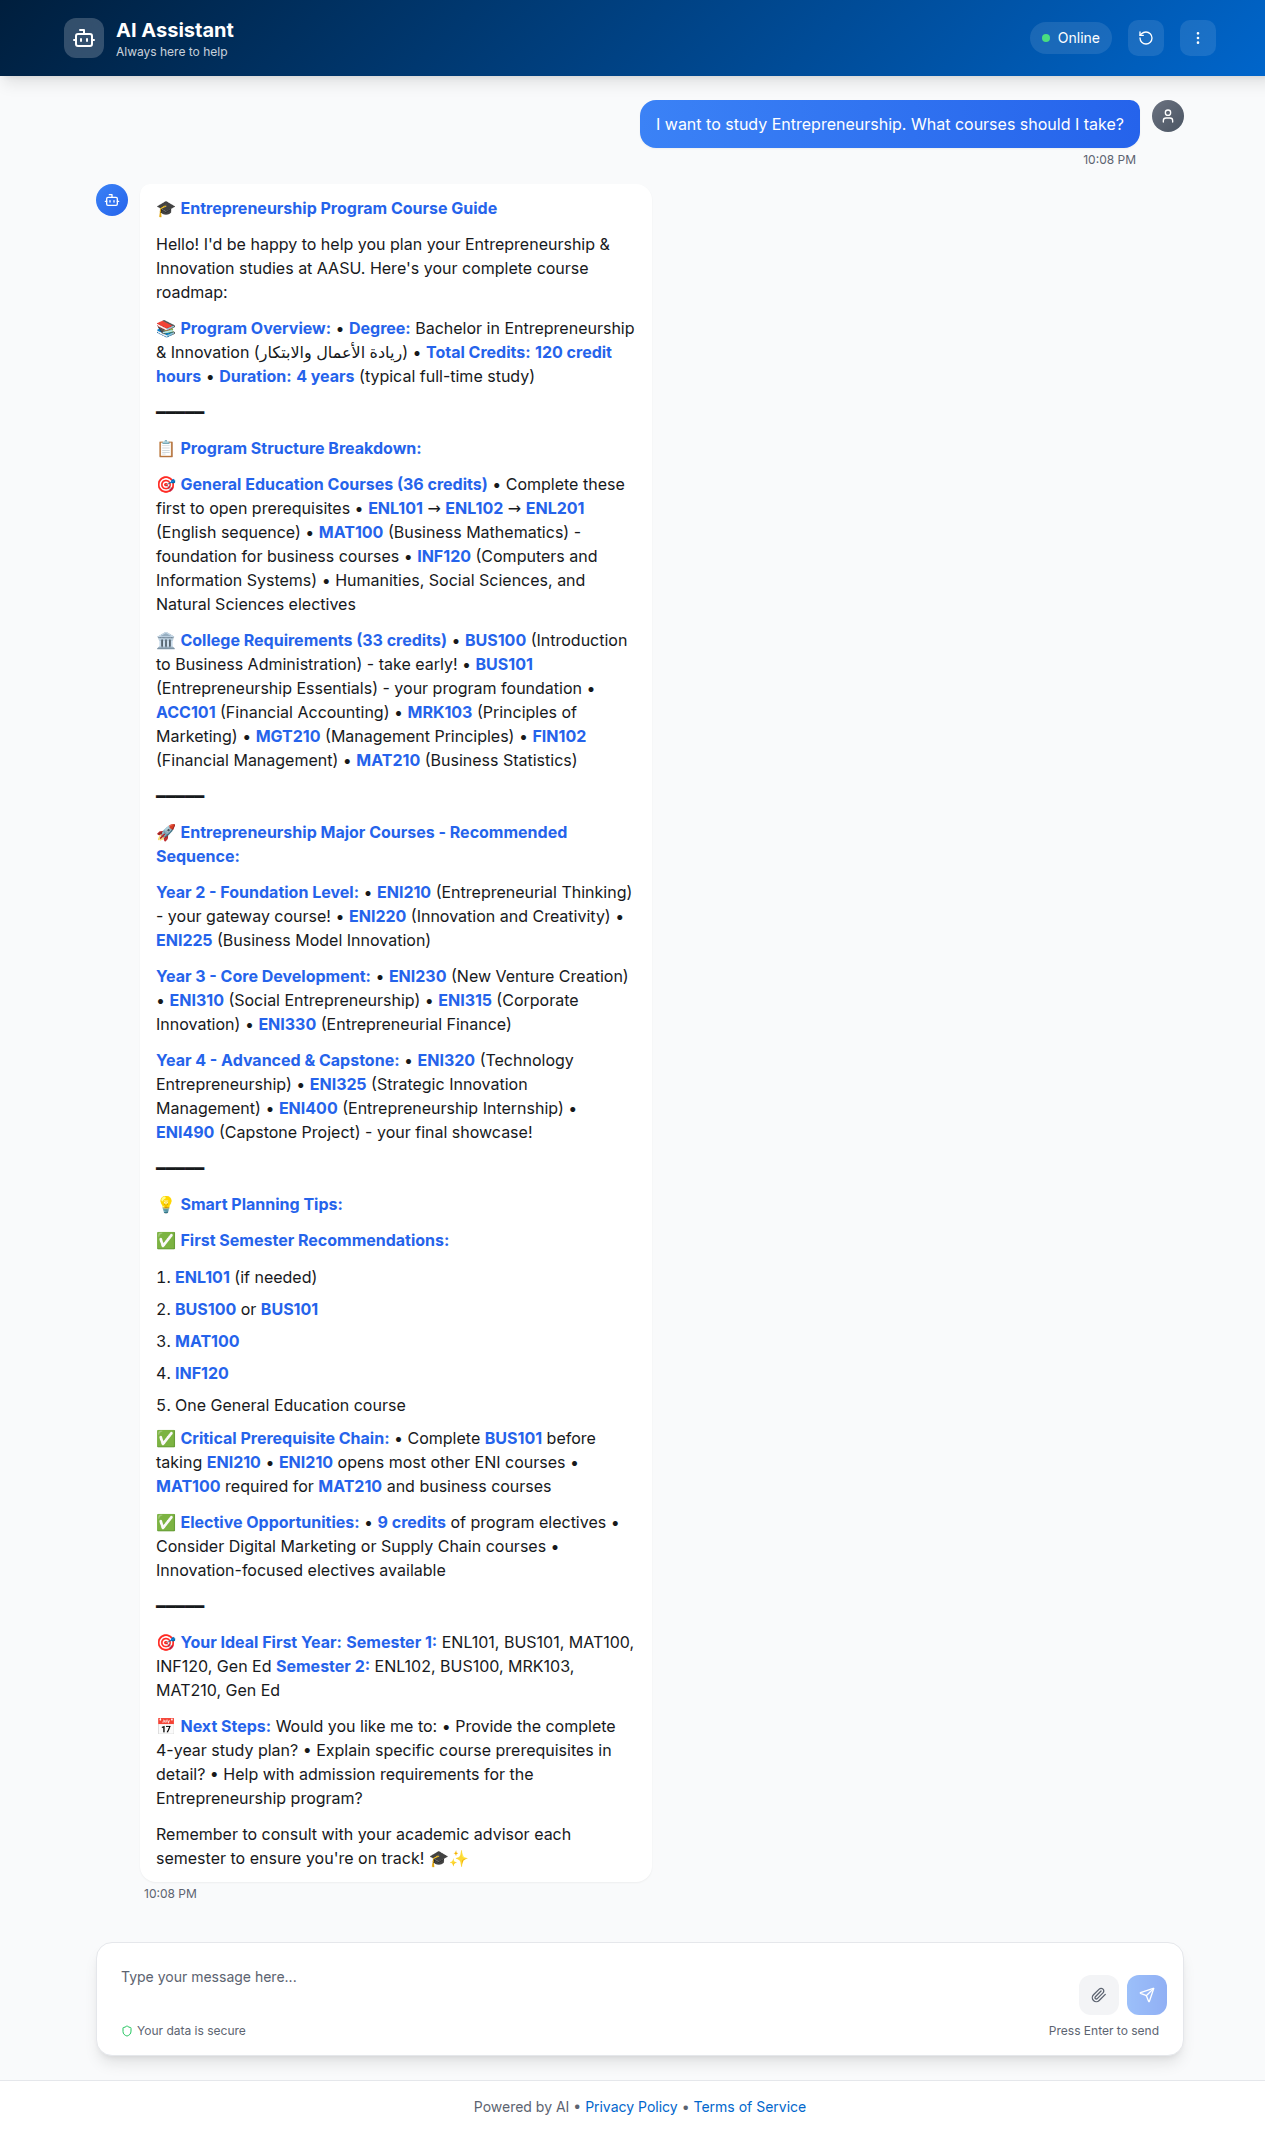 AI Assistant
Always here to help
Online
I want to study Entrepreneurship. What courses should I take?
10:08 PM
🎓 Entrepreneurship Program Course Guide
Hello! I'd be happy to help you plan your Entrepreneurship &
Innovation studies at AASU. Here's your complete course
roadmap:
📚 Program Overview: • Degree: Bachelor in Entrepreneurship
& Innovation (ريادة الأعمال والابتكار) • Total Credits: 120 credit
hours • Duration: 4 years (typical full-time study)
📋 Program Structure Breakdown:
🎯 General Education Courses (36 credits) • Complete these
first to open prerequisites • ENL101 → ENL102 → ENL201
(English sequence) • MAT100 (Business Mathematics) -
foundation for business courses • INF120 (Computers and
Information Systems) • Humanities, Social Sciences, and
Natural Sciences electives
🏛️ College Requirements (33 credits) • BUS100 (Introduction
to Business Administration) - take early! • BUS101
(Entrepreneurship Essentials) - your program foundation •
ACC101 (Financial Accounting) • MRK103 (Principles of
Marketing) • MGT210 (Management Principles) • FIN102
(Financial Management) • MAT210 (Business Statistics)
🚀 Entrepreneurship Major Courses - Recommended
Sequence:
Year 2 - Foundation Level: • ENI210 (Entrepreneurial Thinking)
- your gateway course! • ENI220 (Innovation and Creativity) •
ENI225 (Business Model Innovation)
Year 3 - Core Development: • ENI230 (New Venture Creation)
• ENI310 (Social Entrepreneurship) • ENI315 (Corporate
Innovation) • ENI330 (Entrepreneurial Finance)
Year 4 - Advanced & Capstone: • ENI320 (Technology
Entrepreneurship) • ENI325 (Strategic Innovation
Management) • ENI400 (Entrepreneurship Internship) •
ENI490 (Capstone Project) - your final showcase!
💡 Smart Planning Tips:
✅ First Semester Recommendations:
1. ENL101 (if needed)
2. BUS100 or BUS101
3. MAT100
4. INF120
5. One General Education course
✅ Critical Prerequisite Chain: • Complete BUS101 before
taking ENI210 • ENI210 opens most other ENI courses •
MAT100 required for MAT210 and business courses
✅ Elective Opportunities: • 9 credits of program electives •
Consider Digital Marketing or Supply Chain courses •
Innovation-focused electives available
🎯 Your Ideal First Year: Semester 1: ENL101, BUS101, MAT100,
INF120, Gen Ed Semester 2: ENL102, BUS100, MRK103,
MAT210, Gen Ed
📅 Next Steps: Would you like me to: • Provide the complete
4-year study plan? • Explain specific course prerequisites in
detail? • Help with admission requirements for the
Entrepreneurship program?
Remember to consult with your academic advisor each
semester to ensure you're on track! 🎓✨
10:08 PM
Type your message here...
Your data is secure
Press Enter to send
Powered by AI • Privacy Policy • Terms of Service